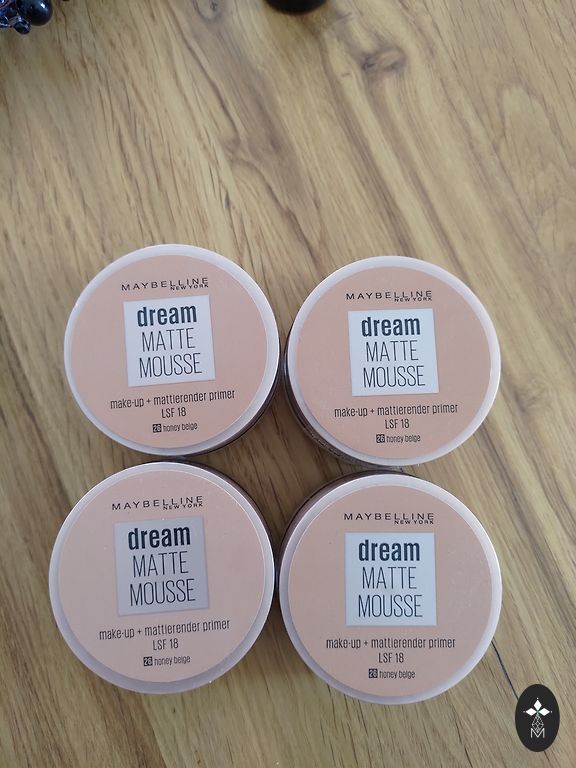 MAYBELLINE
NEW YORK
dream
MATTE
MOUSSE
make-up + mattierender primer
LSF 18
26 honey beige
MAYBELLINE
NEW YORK
dream
MATTE
MOUSSE
make-up + mattierender primer
LSF 18
26 honey beige
MAYBELLINE
NEW YORK
dream
MATTE
MOUSSE
make-up + mattierender primer
LSF 18
26 honey beige
MAYBELLINE
NEW YORK
dream
MATTE
MOUSSE
make-up + mattierender primer
LSF 18
26 honey beige
M